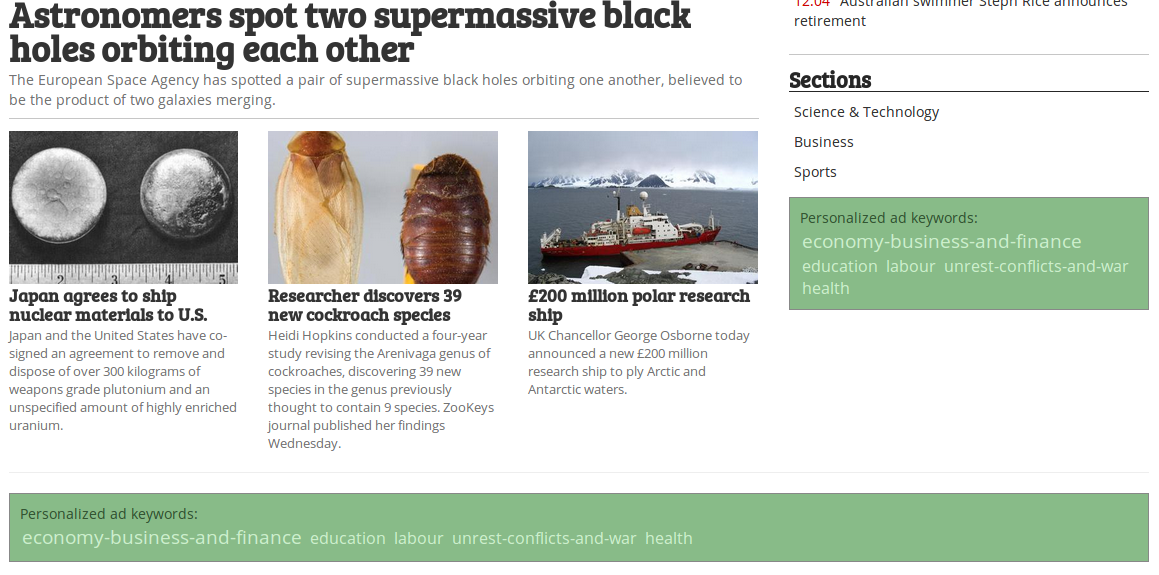 Astronomers spot two supermassive black
holes orbiting each other
The European Space Agency has spotted a pair of supermassive black holes orbiting one another, believed to
be the product of two galaxies merging.
2 3 4 5
Japan agrees to ship
nuclear materials to U.S.
Japan and the United States have co-
signed an agreement to remove and
dispose of over 300 kilograms of
weapons grade plutonium and an
unspecified amount of highly enriched
uranium.
Researcher discovers 39
new cockroach species
Heidi Hopkins conducted a four-year
study revising the Arenivaga genus of
cockroaches, discovering 39 new
species in the genus previously
thought to contain 9 species. ZooKeys
journal published her findings
Wednesday.
£200 million polar research
ship
UK Chancellor George Osborne today
announced a new £200 million
research ship to ply Arctic and
Antarctic waters.
12.04 Australian swimmer Steph Rice announces
retirement
Sections
Science & Technology
Business
Sports
Personalized ad keywords:
economy-business-and-finance
education labour unrest-conflicts-and-war
health
Personalized ad keywords:
economy-business-and-finance education labour unrest-conflicts-and-war health